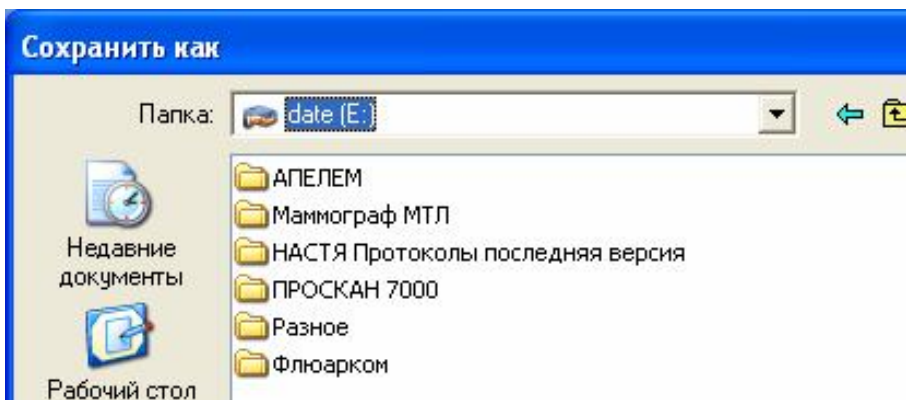 Сохранить как
Папка: date (E:)
АПЕЛЕМ
Маммограф МТЛ
НАСТЯ Протоколы последняя версия
ПРОСКАН 7000
Разное
Флюарком
Недавние
документы
Рабочий стол